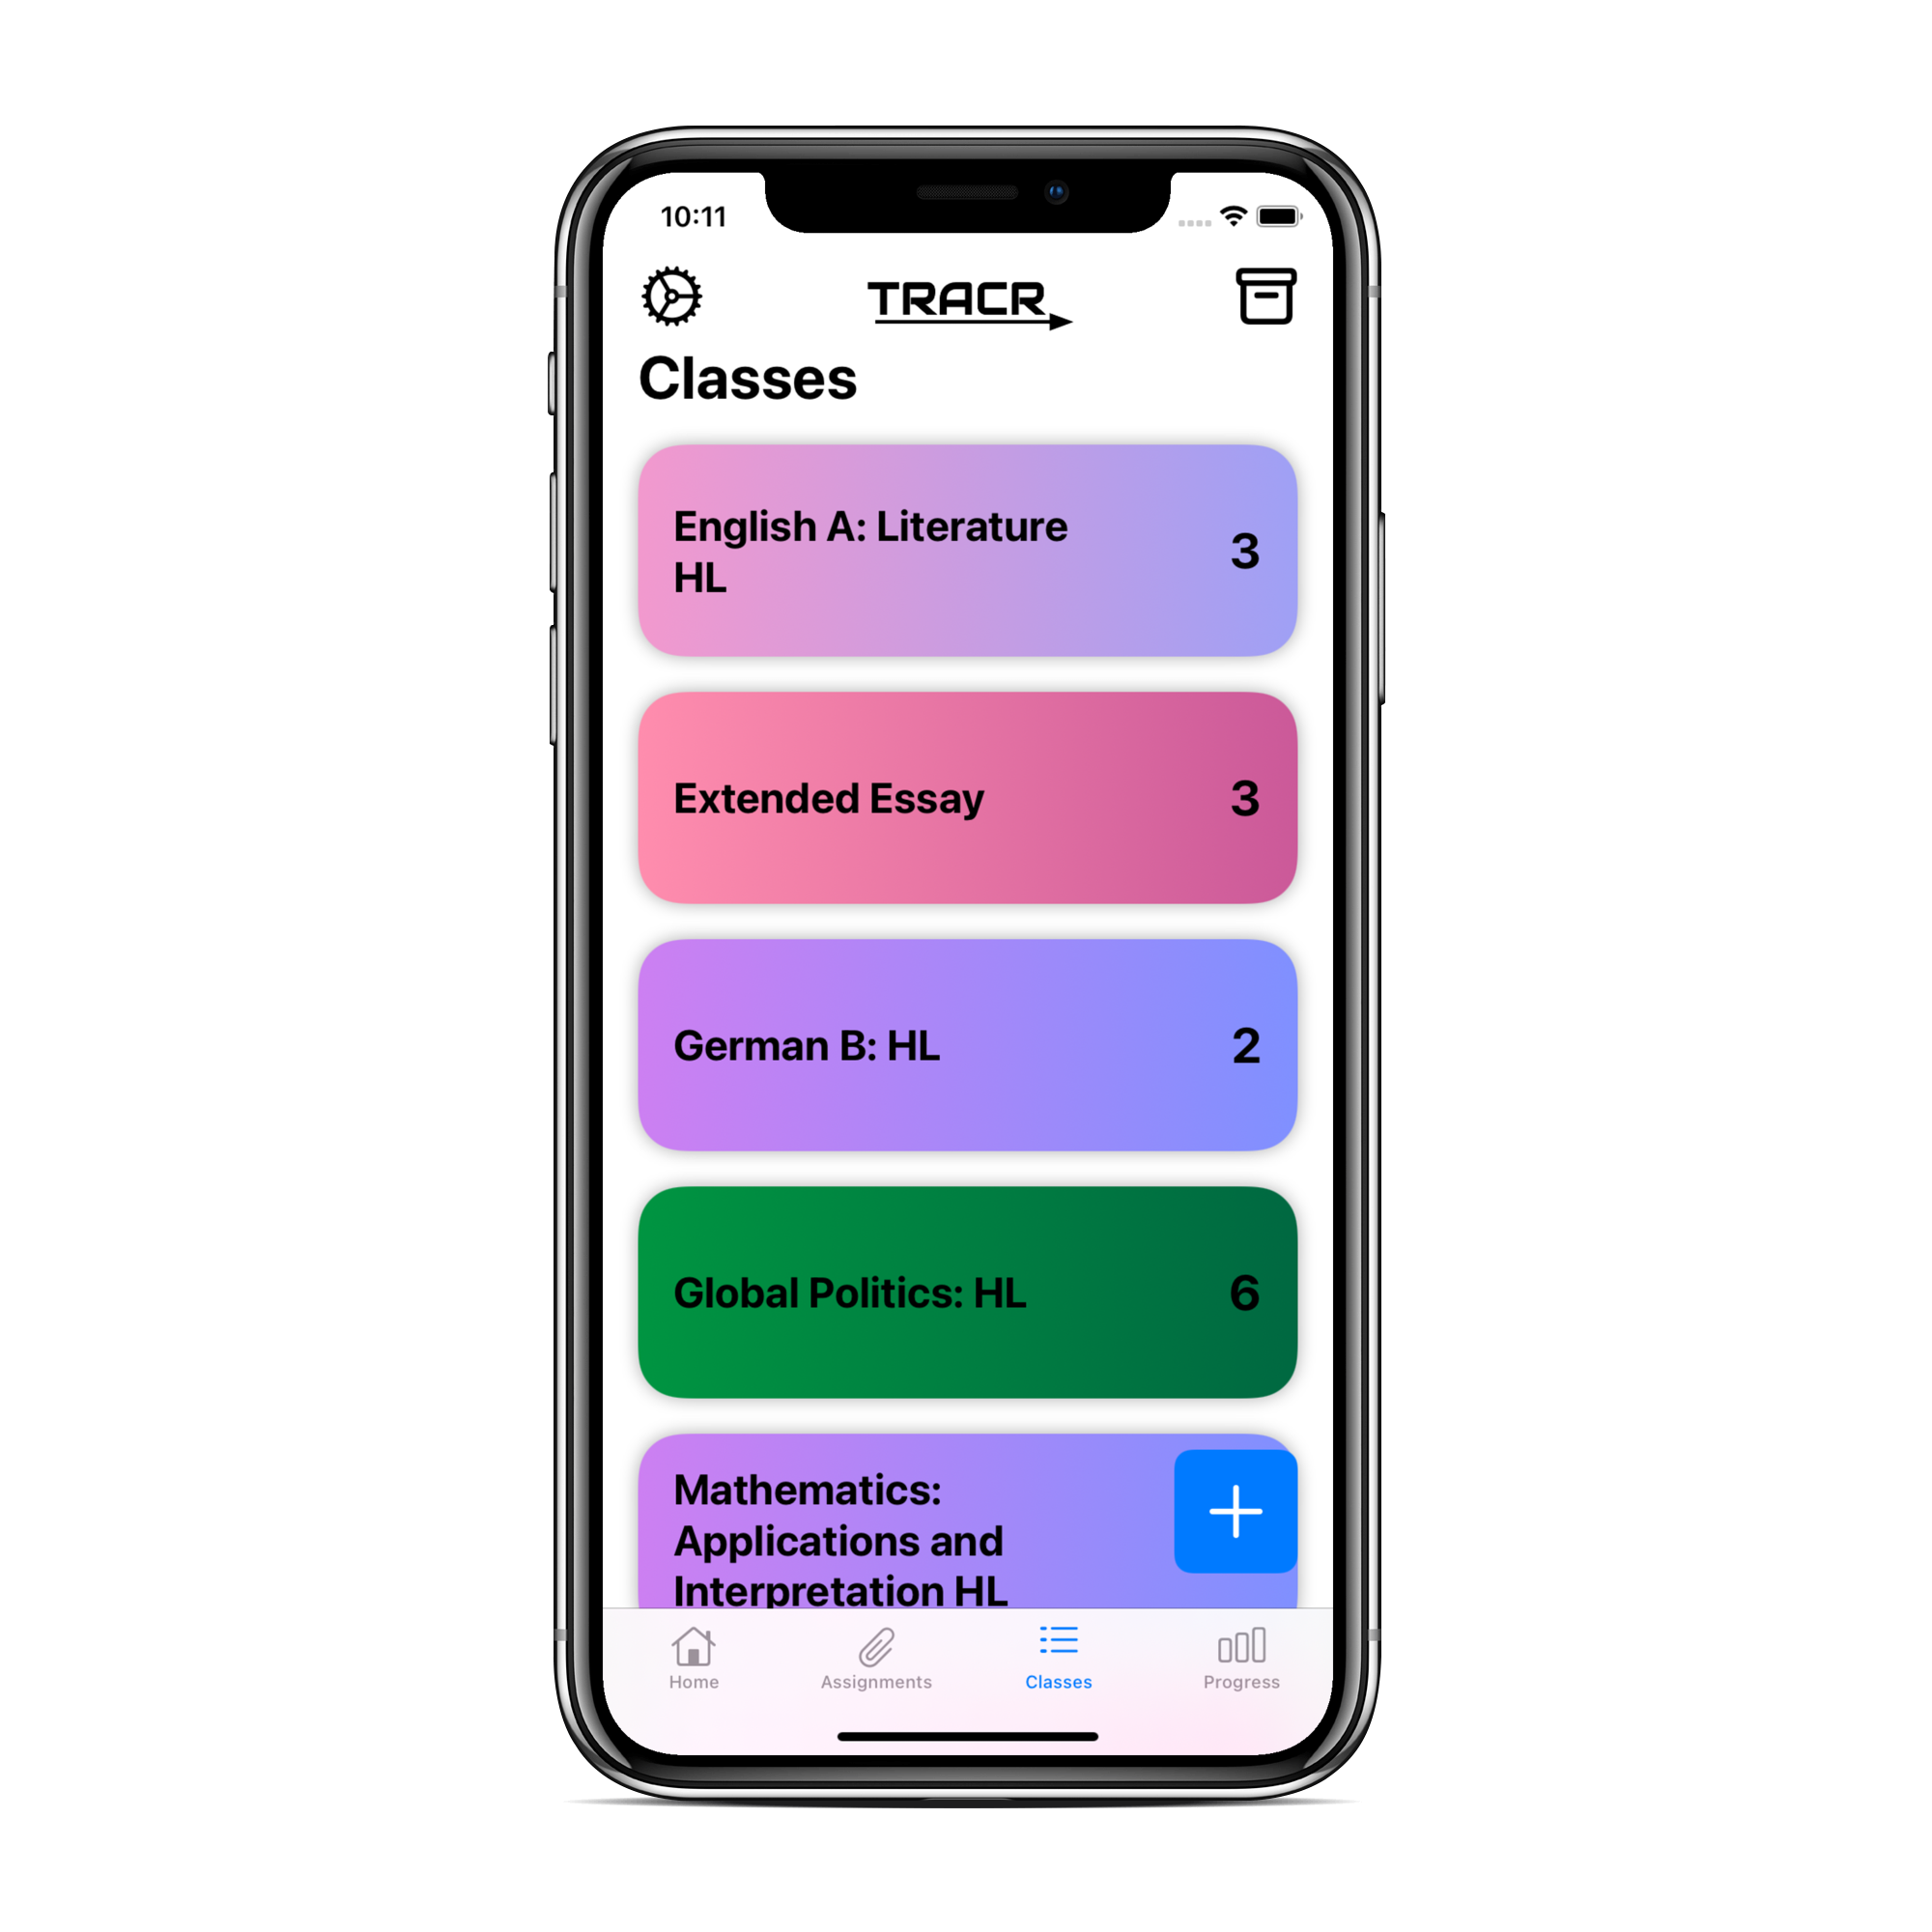 10:11
TRACR
Classes
English A: Literature
HL
3
Extended Essay
3
German B: HL
2
Global Politics: HL
6
Mathematics:
Applications and
Interpretation HL
Home
Assignments
Classes
Progress